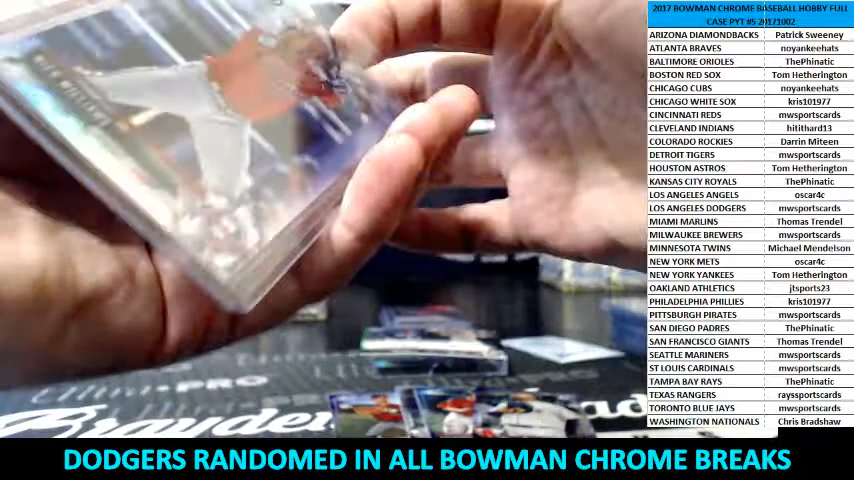 2017 BOWMAN CHROME BASEBALL HOBBY FULL
CASE PYT #5 20171002
ARIZONA DIAMONDBACKS Patrick Sweeney
ATLANTA BRAVES noyankeehats
BALTIMORE ORIOLES ThePhinatic
BOSTON RED SOX Tom Hetherington
CHICAGO CUBS noyankeehats
CHICAGO WHITE SOX kris101977
CINCINNATI REDS mwsportscards
CLEVELAND INDIANS hitithard13
COLORADO ROCKIES Darrin Miteen
DETROIT TIGERS mwsportscards
HOUSTON ASTROS Tom Hetherington
KANSAS CITY ROYALS ThePhinatic
LOS ANGELES ANGELS oscar4c
LOS ANGELES DODGERS mwsportscards
MIAMI MARLINS Thomas Trendel
MILWAUKEE BREWERS mwsportscards
MINNESOTA TWINS Michael Mendelson
NEW YORK METS oscar4c
NEW YORK YANKEES Tom Hetherington
OAKLAND ATHLETICS jtsports23
PHILADELPHIA PHILLIES kris101977
PITTSBURGH PIRATES mwsportscards
SAN DIEGO PADRES ThePhinatic
SAN FRANCISCO GIANTS Thomas Trendel
SEATTLE MARINERS mwsportscards
ST LOUIS CARDINALS mwsportscards
TAMPA BAY RAYS ThePhinatic
TEXAS RANGERS rayssportscards
TORONTO BLUE JAYS mwsportscards
WASHINGTON NATIONALS Chris Bradshaw
Ultra PRO
DODGERS RANDOMED IN ALL BOWMAN CHROME BREAKS